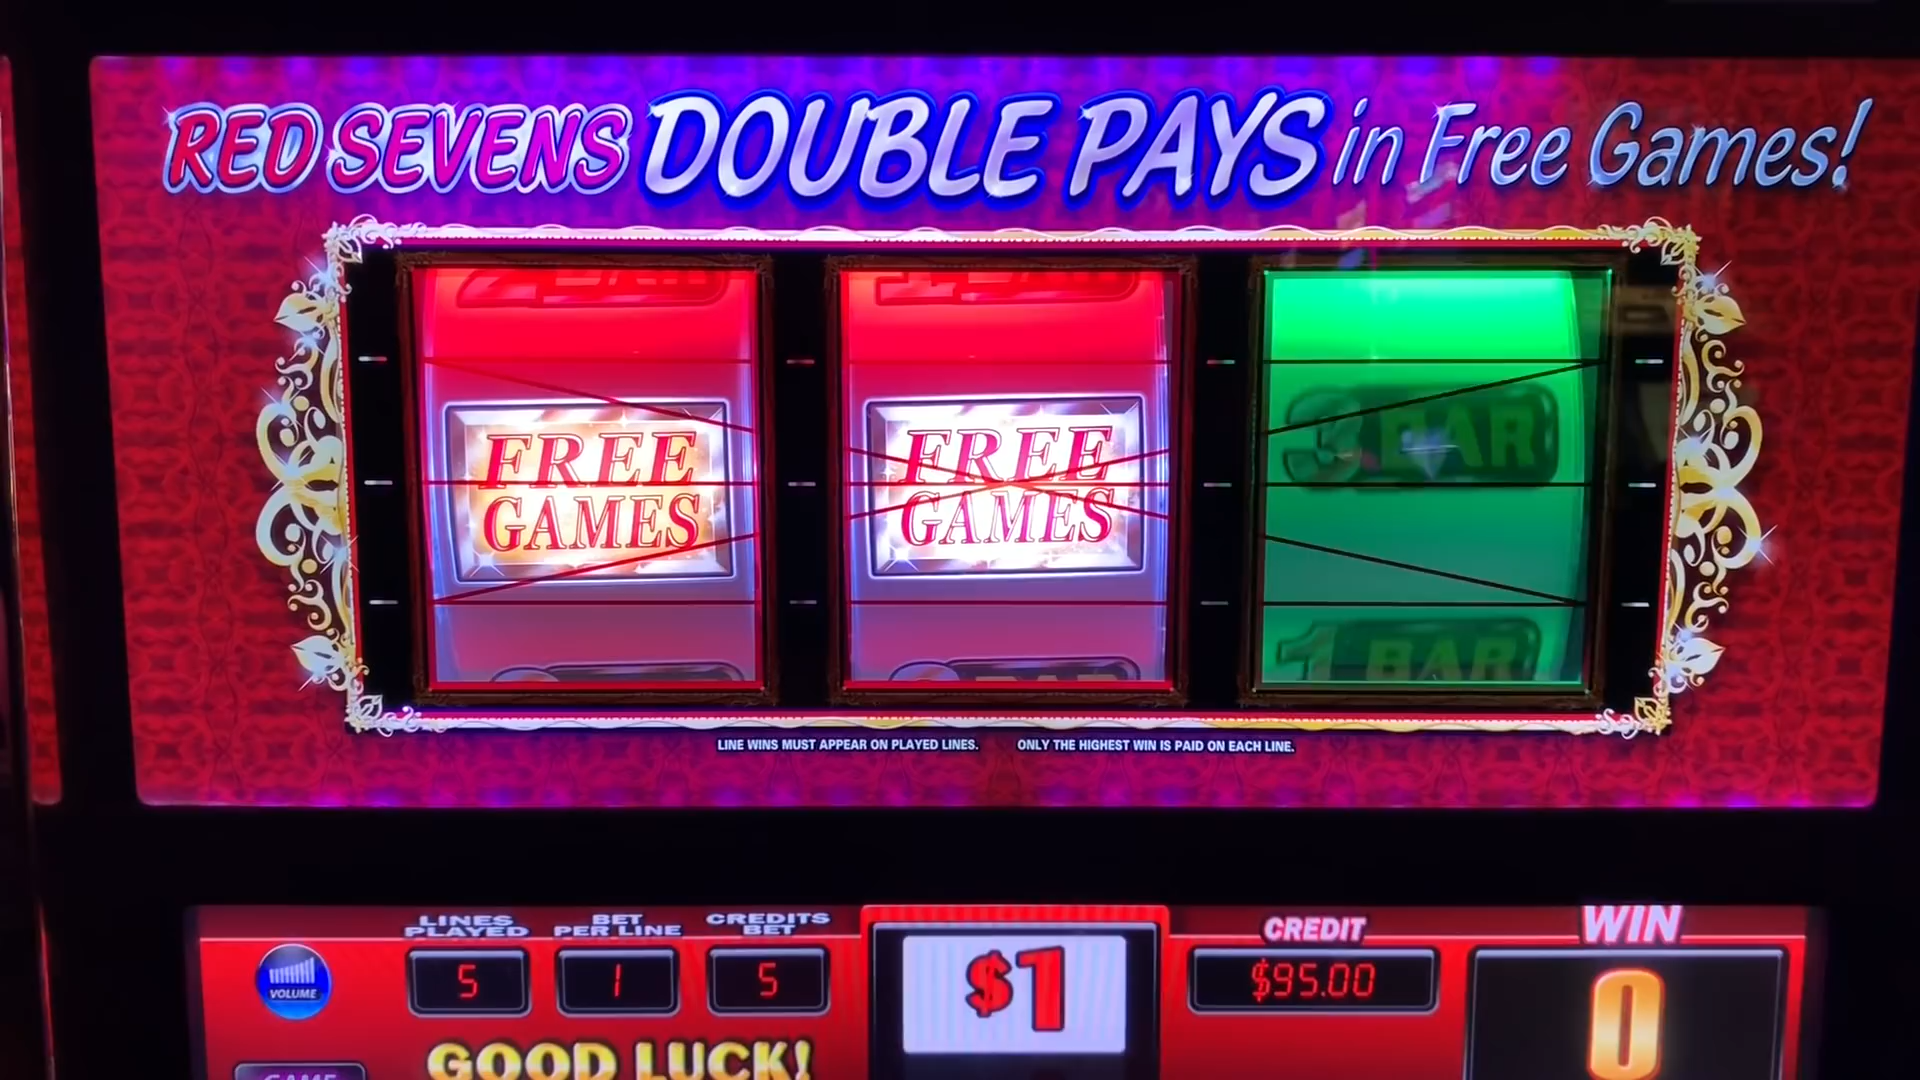 RED SEVENS DOUBLE PAYS in Free Games!
FREE
GAMES
FREE
GAMES
3 BAR
1 BAR
LINE WINS MUST APPEAR ON PLAYED LINES. ONLY THE HIGHEST WIN IS PAID ON EACH LINE.
LINES PLAYED
BET PER LINE
CREDITS BET
CREDIT
WIN
VOLUME
5
1
5
$1
$95.00
0
GOOD LUCK!
GAME